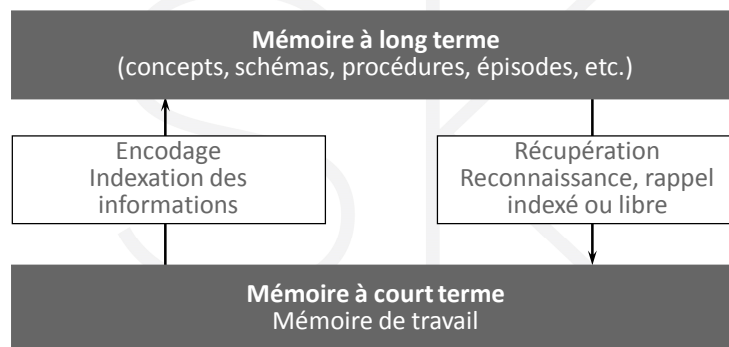 Mémoire à long terme
(concepts, schémas, procédures, épisodes, etc.)
Encodage
Indexation des
informations
Récupération
Reconnaissance, rappel
indexé ou libre
Mémoire à court terme
Mémoire de travail